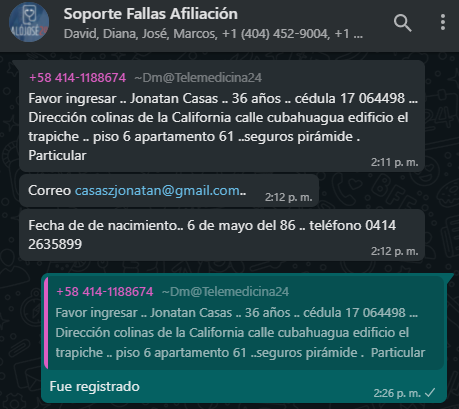 Soporte Fallas Afiliación
David, Diana, José, Marcos, +1 (404) 452-9004, +1 ...
+58 414-1188674 ~Dm@Telemedicina24
Favor ingresar .. Jonatan Casas .. 36 años .. cédula 17 064498 ...
Dirección colinas de la California calle cubahuagua edificio el
trapiche .. piso 6 apartamento 61 ..seguros pirámide .
Particular
2:11 p. m.
Correo casaszjonatan@gmail.com..
2:12 p. m.
Fecha de de nacimiento.. 6 de mayo del 86 .. teléfono 0414
2635899
2:12 p. m.
+58 414-1188674 ~Dm@Telemedicina24
Favor ingresar .. Jonatan Casas .. 36 años .. cédula 17 064498 ...
Dirección colinas de la California calle cubahuagua edificio el
trapiche .. piso 6 apartamento 61 ..seguros pirámide . Particular
Fue registrado
2:26 p. m.